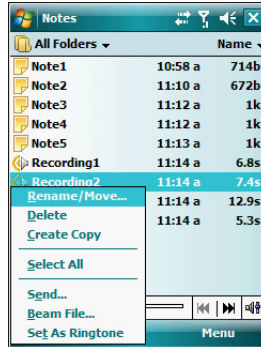 Notes
All Folders Name
Note1 10:58 a 714b
Note2 11:10 a 672b
Note3 11:12 a 1k
Note4 11:12 a 1k
Note5 11:13 a 1k
Recording1 11:14 a 6.8s
Recording2 11:14 a 7.4s
Rename/Move... 11:14 a 12.9s
Delete 11:14 a 5.3s
Create Copy
Select All
Send...
Beam File...
Set As Ringtone Menu